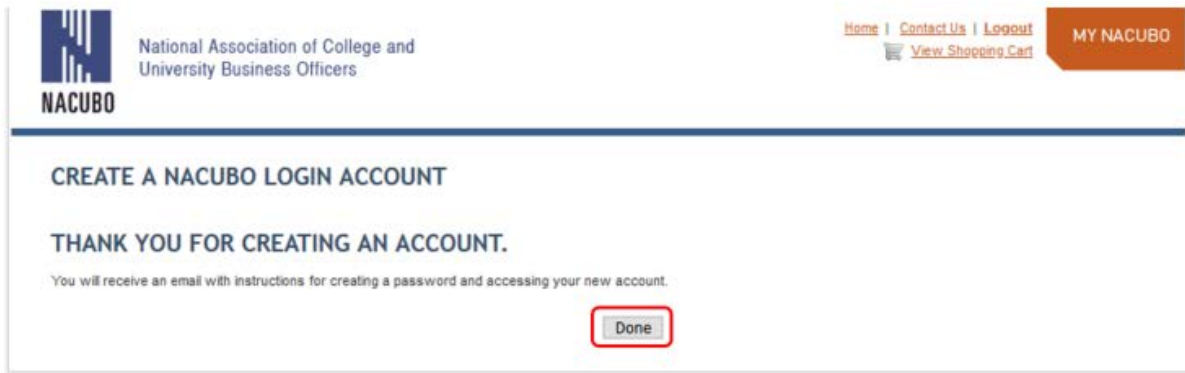 Home | Contact Us | Logout
View Shopping Cart
MY NACUBO
National Association of College and
University Business Officers
NACUBO
CREATE A NACUBO LOGIN ACCOUNT
THANK YOU FOR CREATING AN ACCOUNT.
You will receive an email with instructions for creating a password and accessing your new account.
Done